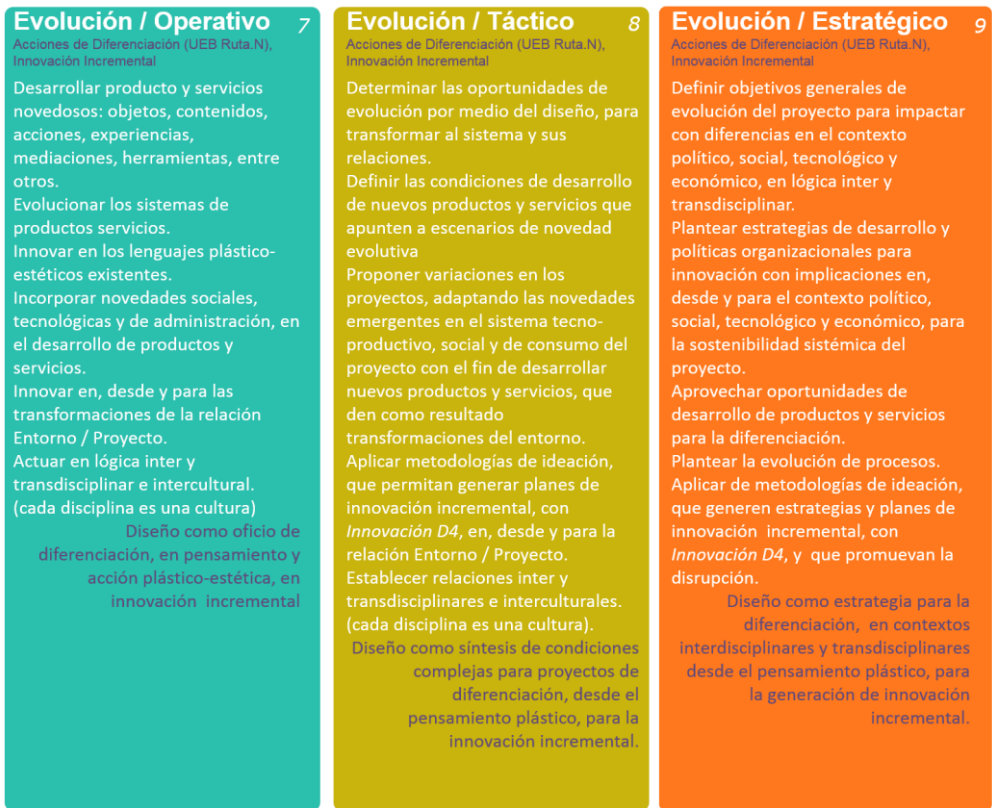 Evolución / Operativo 7
Acciones de Diferenciación (UEB Ruta.N),
Innovación Incremental
Desarrollar producto y servicios
novedosos: objetos, contenidos,
acciones, experiencias,
mediaciones, herramientas, entre
otros.
Evolucionar los sistemas de
productos servicios.
Innovar en los lenguajes plástico-
estéticos existentes.
Incorporar novedades sociales,
tecnológicas y de administración, en
el desarrollo de productos y
servicios.
Innovar en, desde y para las
transformaciones de la relación
Entorno / Proyecto.
Actuar en lógica inter y
transdisciplinar e intercultural.
(cada disciplina es una cultura)
Diseño como oficio de
diferenciación, en pensamiento y
acción plástico-estética, en
innovación incremental
Evolución / Táctico 8
Acciones de Diferenciación (UEB Ruta.N),
Innovación Incremental
Determinar las oportunidades de
evolución por medio del diseño, para
transformar al sistema y sus
relaciones.
Definir las condiciones de desarrollo
de nuevos productos y servicios que
apunten a escenarios de novedad
evolutiva
Proponer variaciones en los
proyectos, adaptando las novedades
emergentes en el sistema tecno-
productivo, social y de consumo del
proyecto con el fin de desarrollar
nuevos productos y servicios, que
den como resultado
transformaciones del entorno.
Aplicar metodologías de ideación,
que permitan generar planes de
innovación incremental, con
Innovación D4, en, desde y para la
relación Entorno / Proyecto.
Establecer relaciones inter y
transdisciplinares e interculturales.
(cada disciplina es una cultura).
Diseño como síntesis de condiciones
complejas para proyectos de
diferenciación, desde el
pensamiento plástico, para la
innovación incremental.
Evolución / Estratégico 9
Acciones de Diferenciación (UEB Ruta.N),
Innovación Incremental
Definir objetivos generales de
evolución del proyecto para impactar
con diferencias en el contexto
político, social, tecnológico y
económico, en lógica inter y
transdisciplinar.
Plantear estrategias de desarrollo y
políticas organizacionales para
innovación con implicaciones en,
desde y para el contexto político,
social, tecnológico y económico, para
la sostenibilidad sistémica del
proyecto.
Aprovechar oportunidades de
desarrollo de productos y servicios
para la diferenciación.
Plantear la evolución de procesos.
Aplicar de metodologías de ideación,
que generen estrategias y planes de
innovación incremental, con
Innovación D4, y que promuevan la
disrupción.
Diseño como estrategia para la
diferenciación, en contextos
interdisciplinares y transdisciplinares
desde el pensamiento plástico, para
la generación de innovación
incremental.